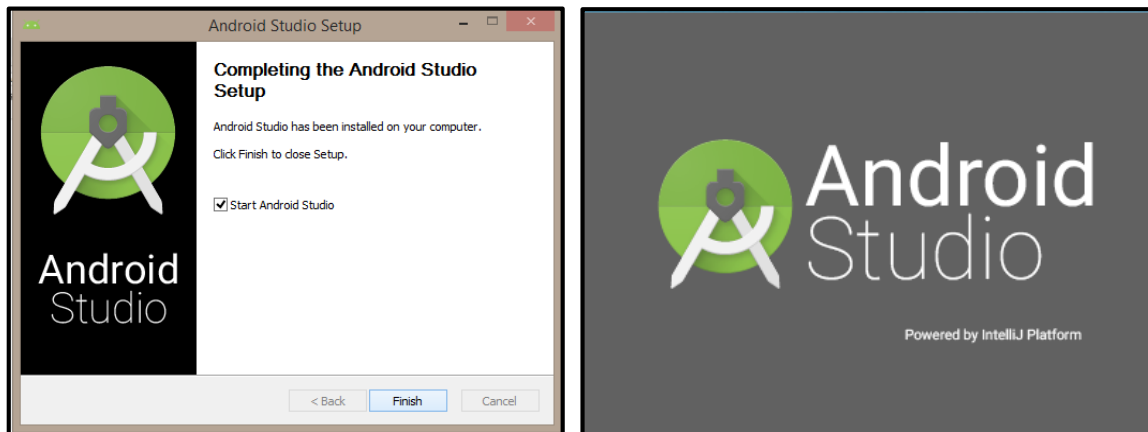 Android Studio Setup
Completing the Android Studio
Setup
Android Studio has been installed on your computer.
Click Finish to close Setup.
Start Android Studio
Android
Studio
< Back
Finish
Cancel
Android
Studio
Powered by IntelliJ Platform